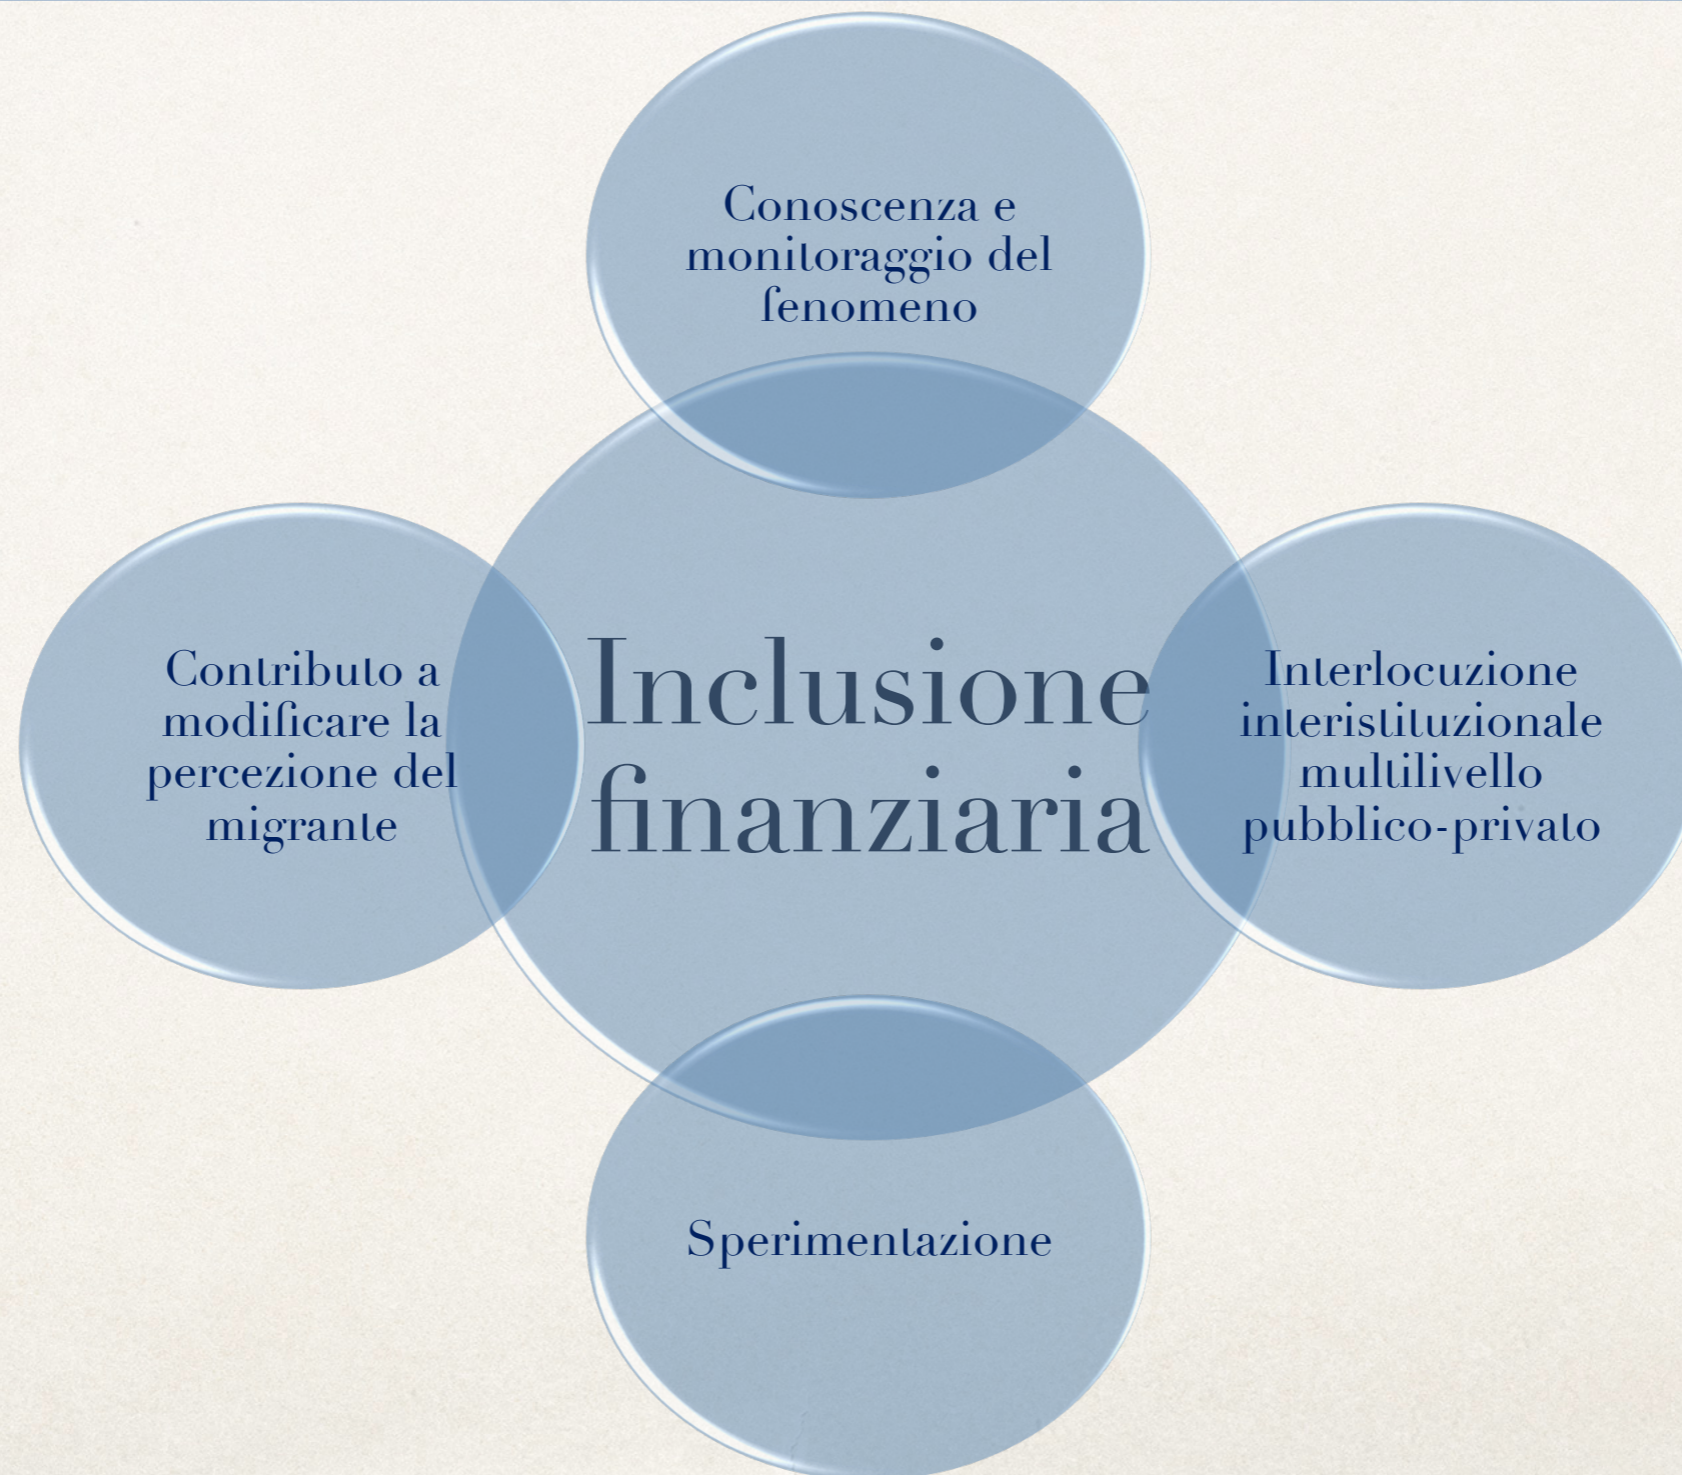 Conoscenza e
monitoraggio del
fenomeno
Contributo a
modificare la
percezione del
migrante
Inclusione
finanziaria
Interlocuzione
interistituzionale
multilivello
pubblico-privato
Sperimentazione